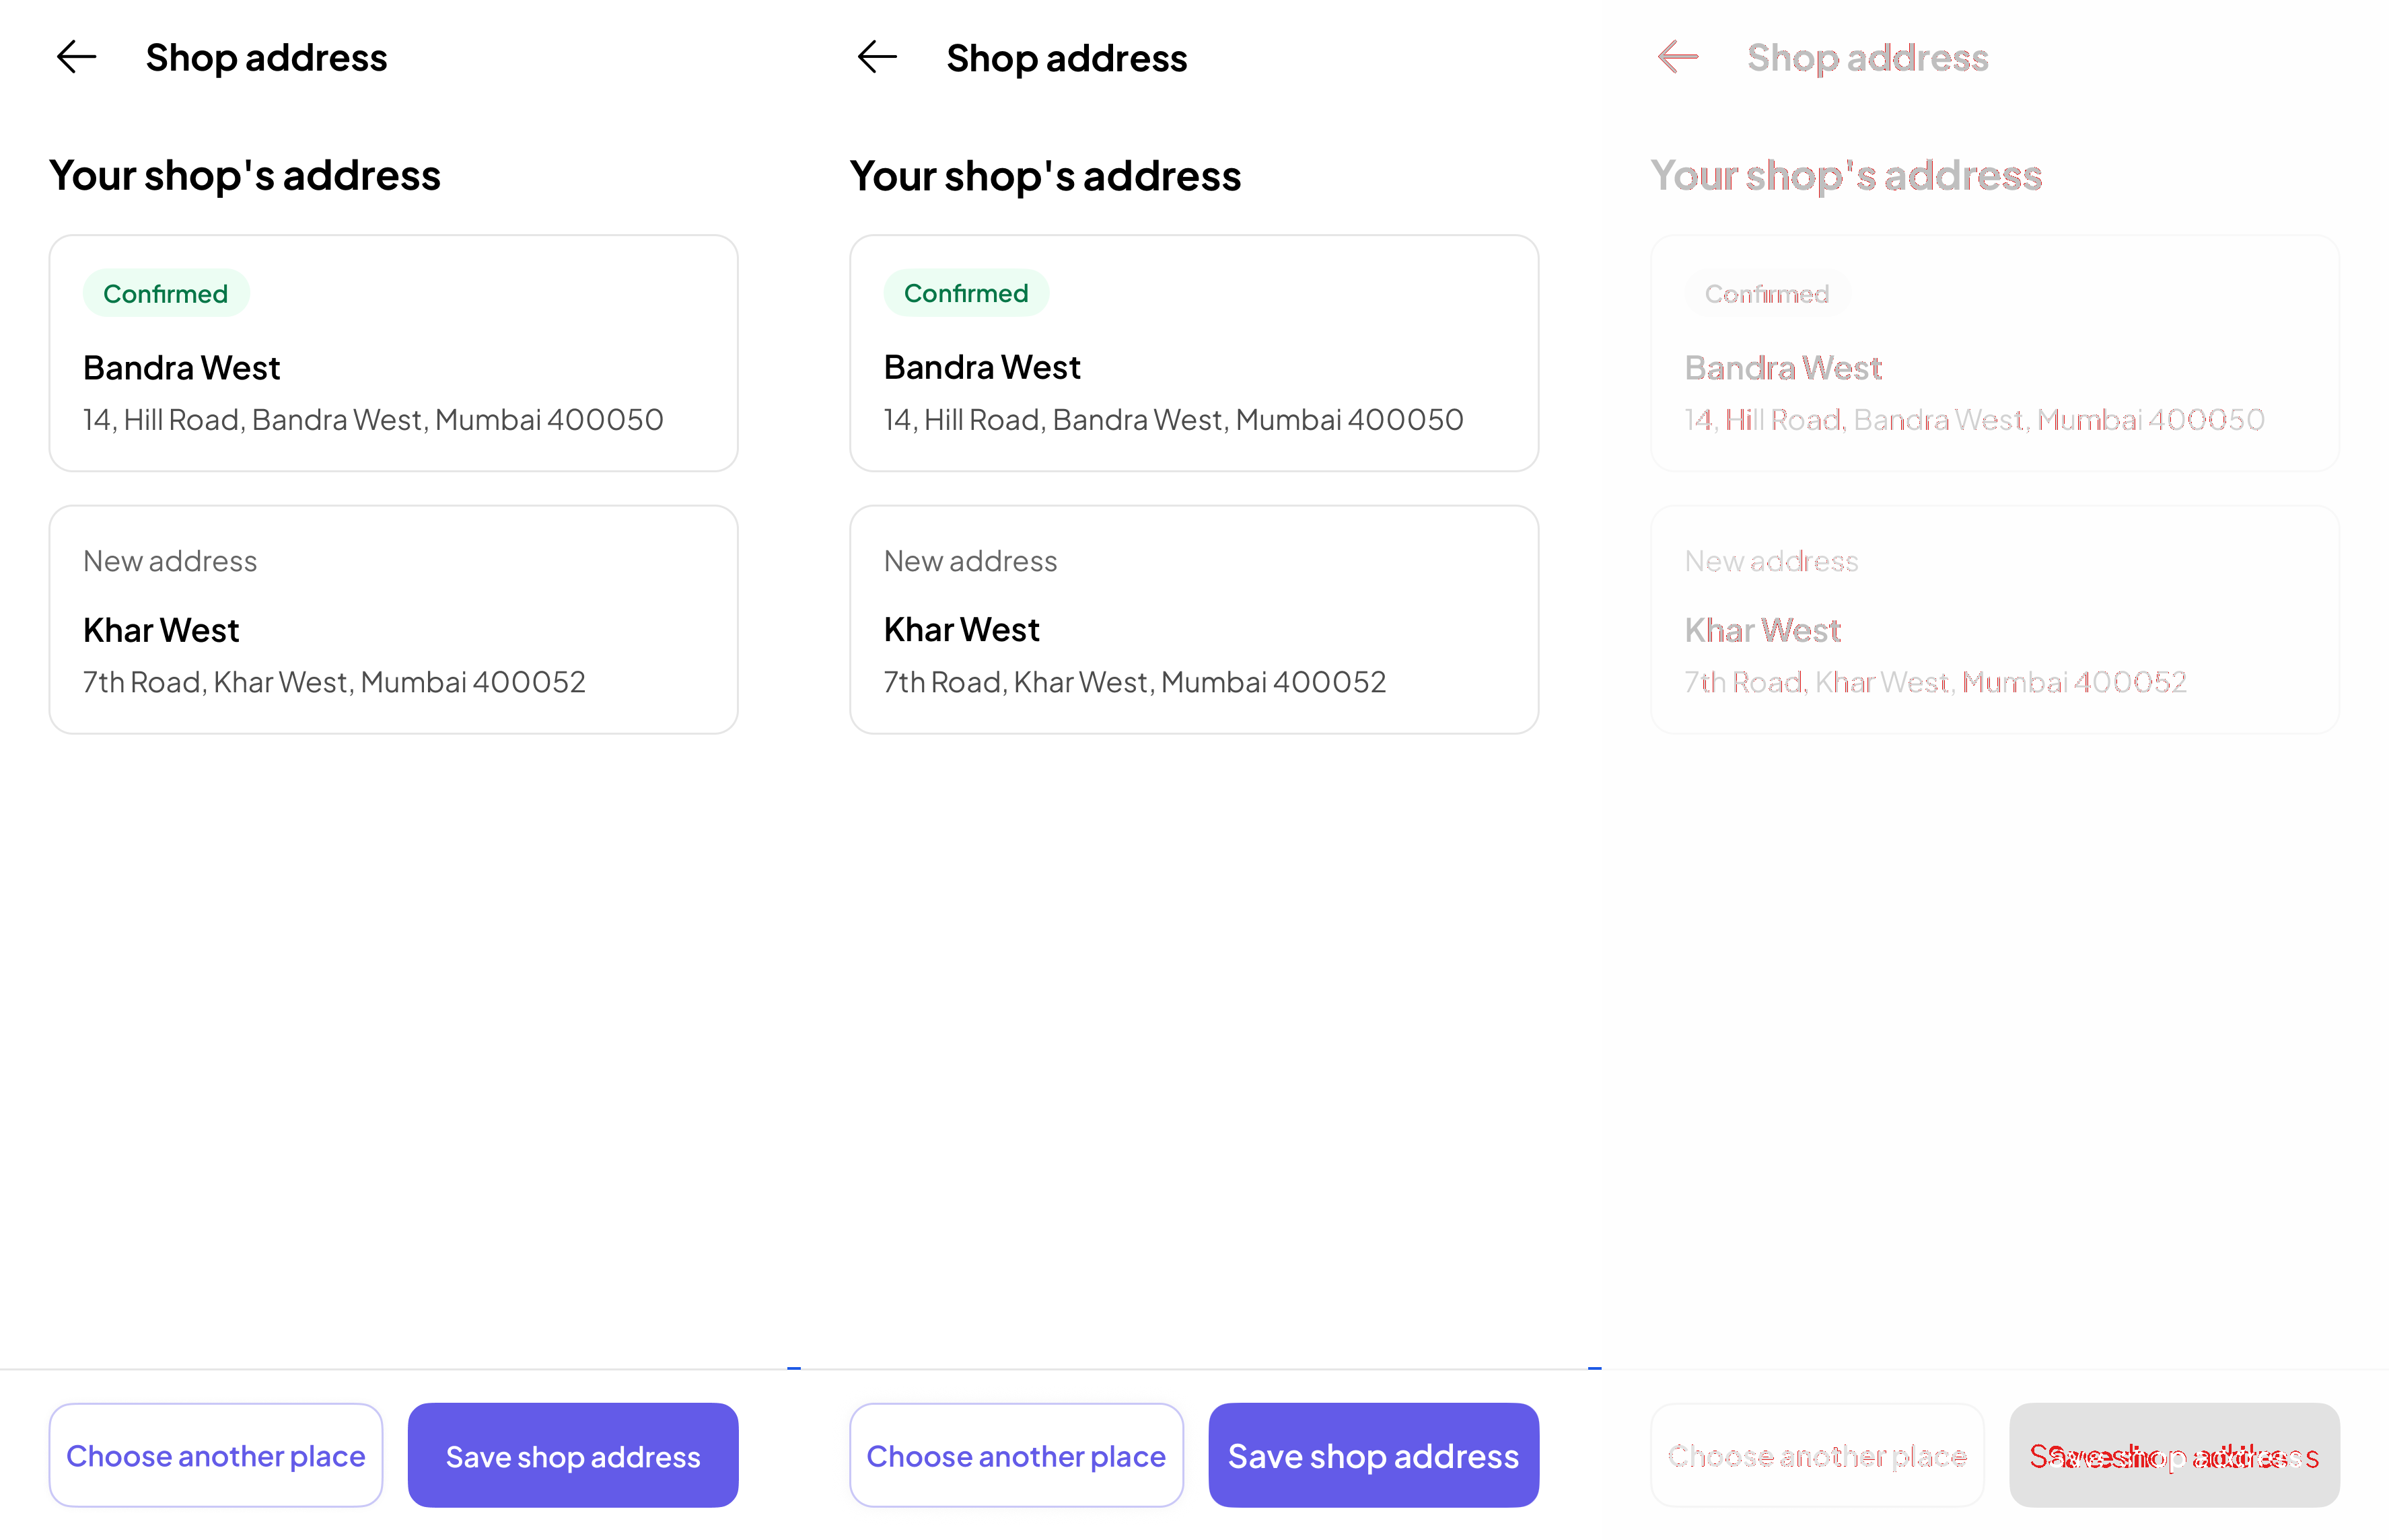 Shop address
Your shop's address
Confirmed
Bandra West
14, Hill Road, Bandra West, Mumbai 400050
New address
Khar West
7th Road, Khar West, Mumbai 400052
Choose another place
Save shop address
Shop address
Your shop's address
Confirmed
Bandra West
14, Hill Road, Bandra West, Mumbai 400050
New address
Khar West
7th Road, Khar West, Mumbai 400052
Choose another place
Save shop address
Shop address
Your shop's address
Confirmed
Bandra West
14, Hill Road, Bandra West, Mumbai 400050
New address
Khar West
7th Road, Khar West, Mumbai 400052
Choose another place
Save shop address